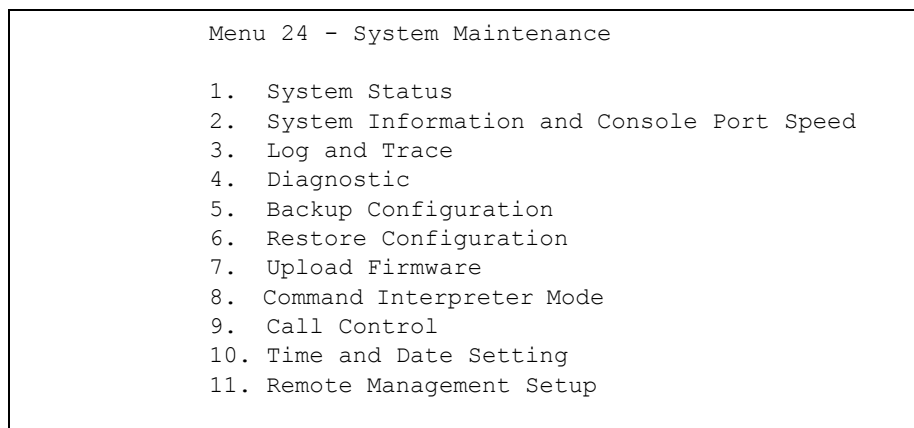 Menu 24 - System Maintenance
1. System Status
2. System Information and Console Port Speed
3. Log and Trace
4. Diagnostic
5. Backup Configuration
6. Restore Configuration
7. Upload Firmware
8. Command Interpreter Mode
9. Call Control
10. Time and Date Setting
11. Remote Management Setup